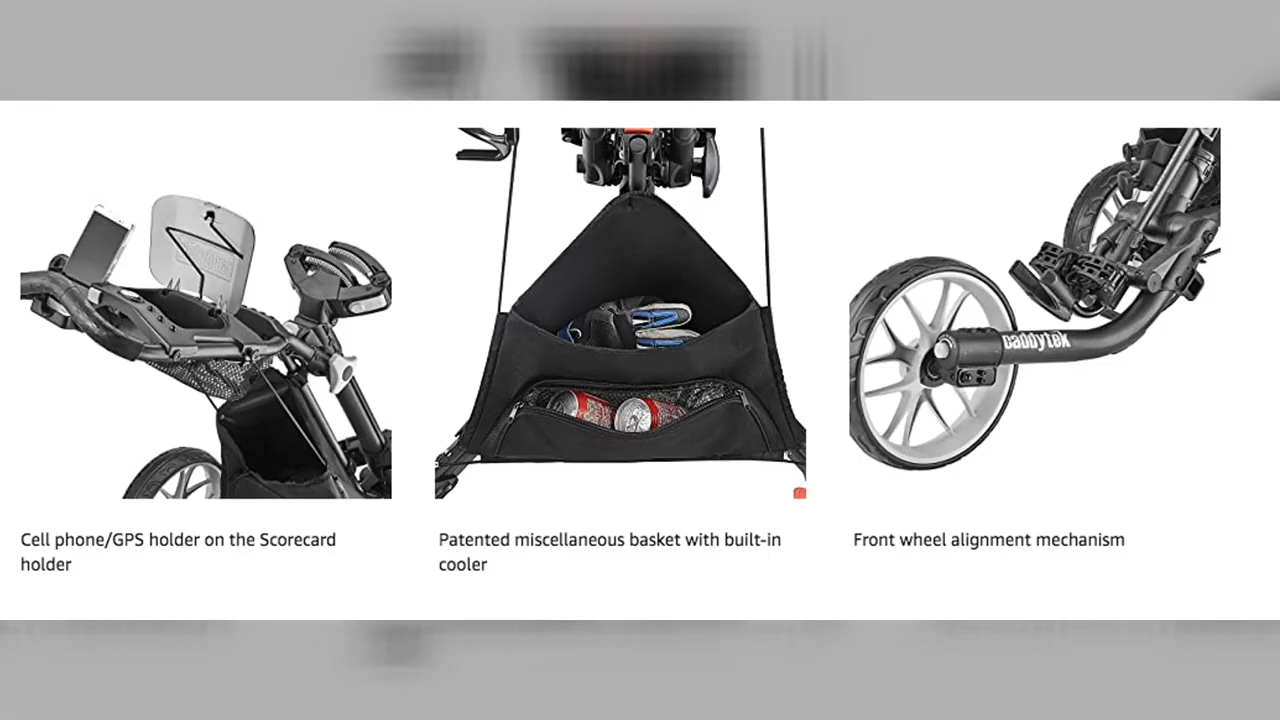 caddytek
Cell phone/GPS holder on the Scorecard
holder
Patented miscellaneous basket with built-in
cooler
Front wheel alignment mechanism